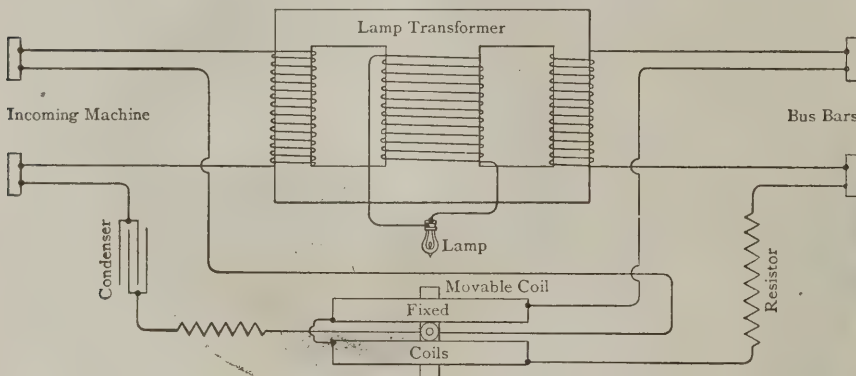 Lamp Transformer
Incoming Machine
Bus Bars
Condenser
Lamp
Resistor
Movable Coil
Fixed
Coils